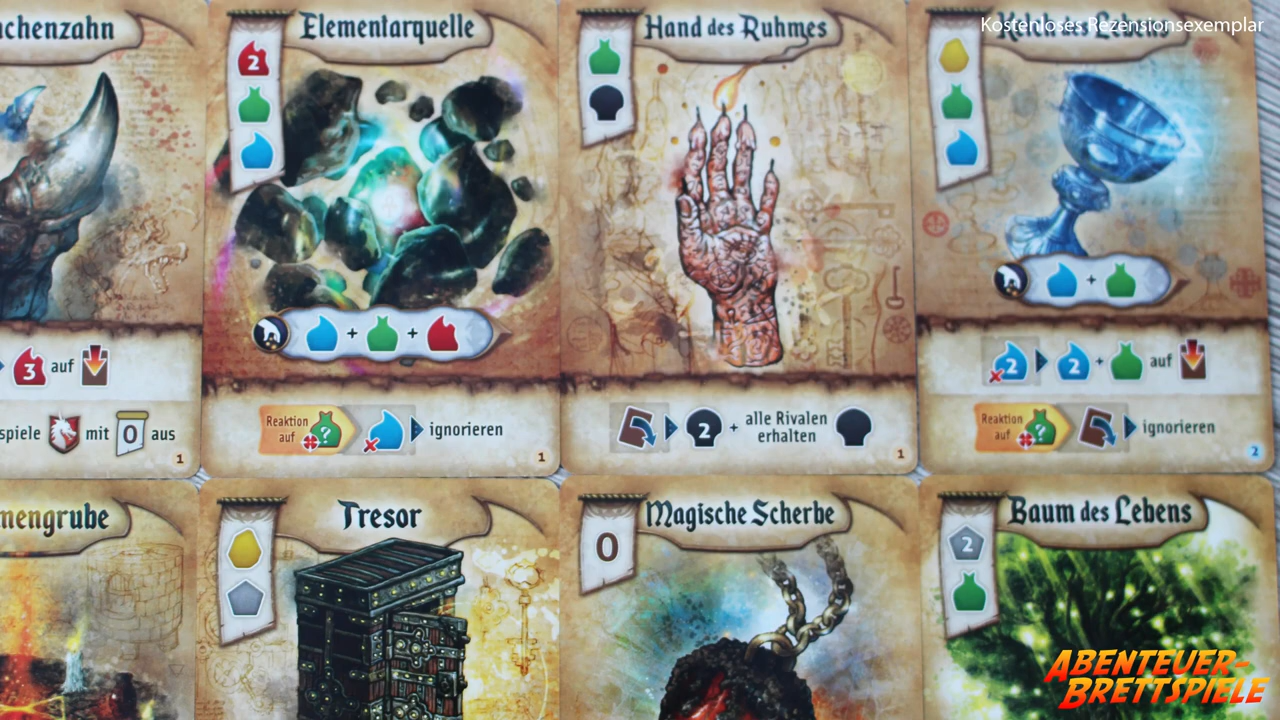 chenzahn
Elementarquelle
Hand des Ruhmes
Kostenloses Rezensionsexemplar
2
3 auf
2
2 + auf
+ +
+
spiele mit 0 aus
1
Reaktion
auf
?
ignorieren
1
2 + alle Rivalen
erhalten
1
Reaktion
auf
?
ignorieren
2
mengrube
Tresor
Magische Scherbe
Baum des Lebens
0
2
ABENTEUER-
BRETTSPIELE